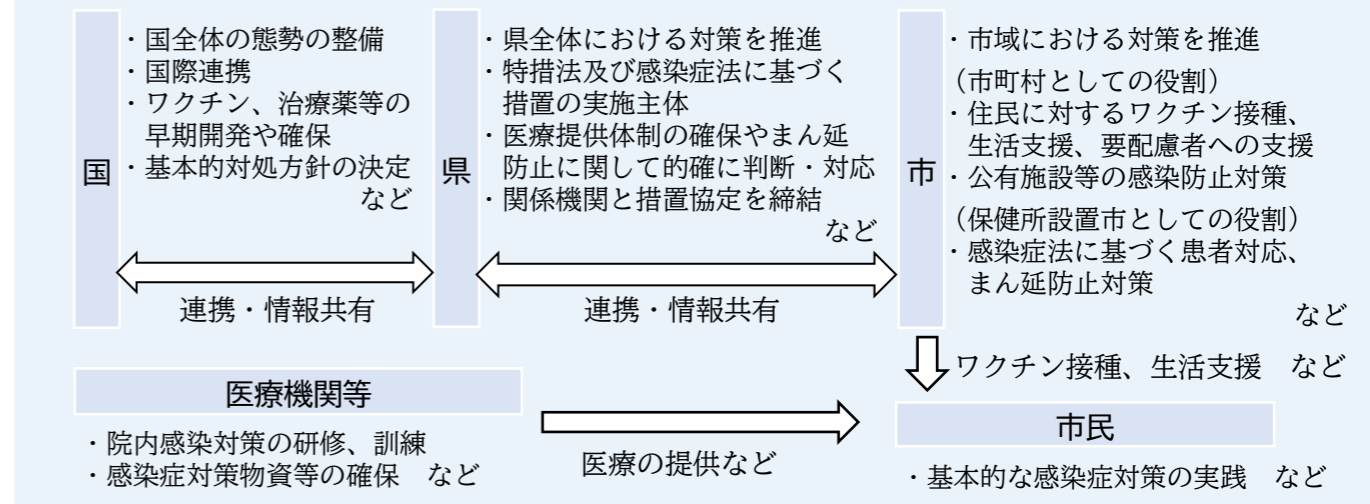 国
・国全体の態勢の整備
・国際連携
・ワクチン、治療薬等の
早期開発や確保
・基本的対処方針の決定
など
連携・情報共有
県
・県全体における対策を推進
・特措法及び感染症法に基づく
措置の実施主体
・医療提供体制の確保やまん延
防止に関して的確に判断・対応
・関係機関と措置協定を締結
など
連携・情報共有
市
・市域における対策を推進
（市町村としての役割）
・住民に対するワクチン接種、
生活支援、要配慮者への支援
・公有施設等の感染防止対策
（保健所設置市としての役割）
・感染症法に基づく患者対応、
まん延防止対策
など
ワクチン接種、生活支援　など
医療機関等
・院内感染対策の研修、訓練
・感染症対策物資等の確保　など
医療の提供など
市民
・基本的な感染症対策の実践　など